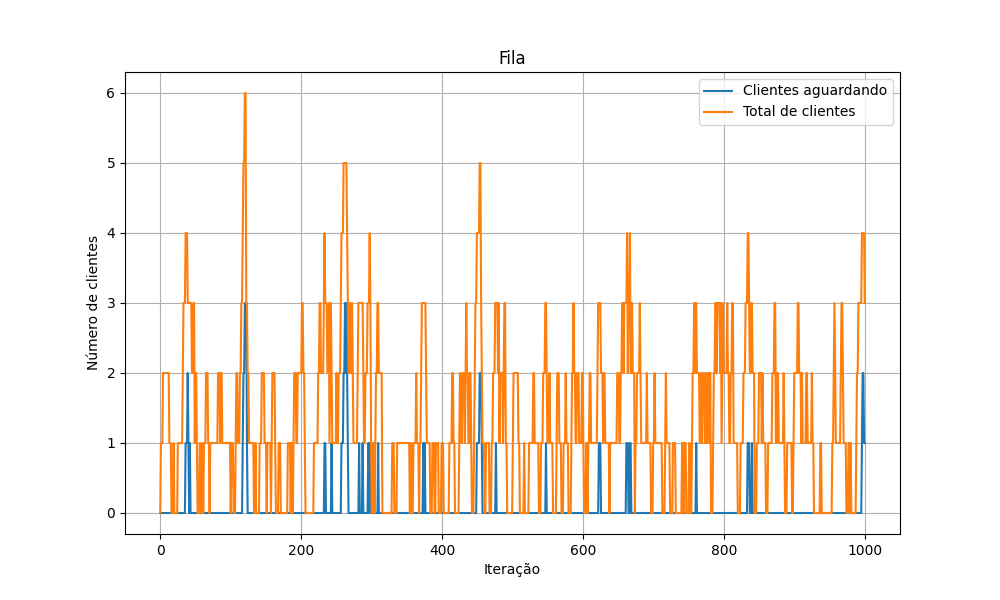 Fila
Clientes aguardando
Total de clientes
6
5
4
3
2
1
0
Número de clientes
0 200 400 600 800 1000
Iteração